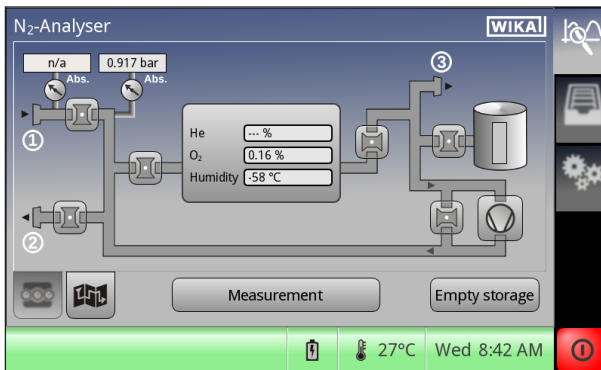 N₂-Analyser
WIKA
n/a
0.917 bar
Abs.
Abs.
3
1
He
--- %
O₂
0.16 %
Humidity
-58 °C
2
Measurement
Empty storage
27°C
Wed 8:42 AM